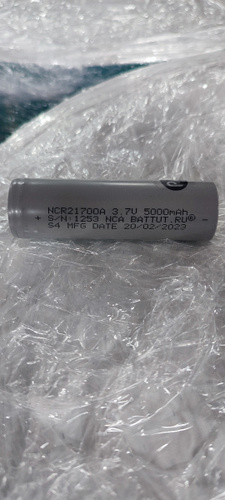 NCR21700A 3.7V 5000mAh
+ S/N:1253 NCA BATTUT.RU® -
S4 MFG DATE 20/02/2023